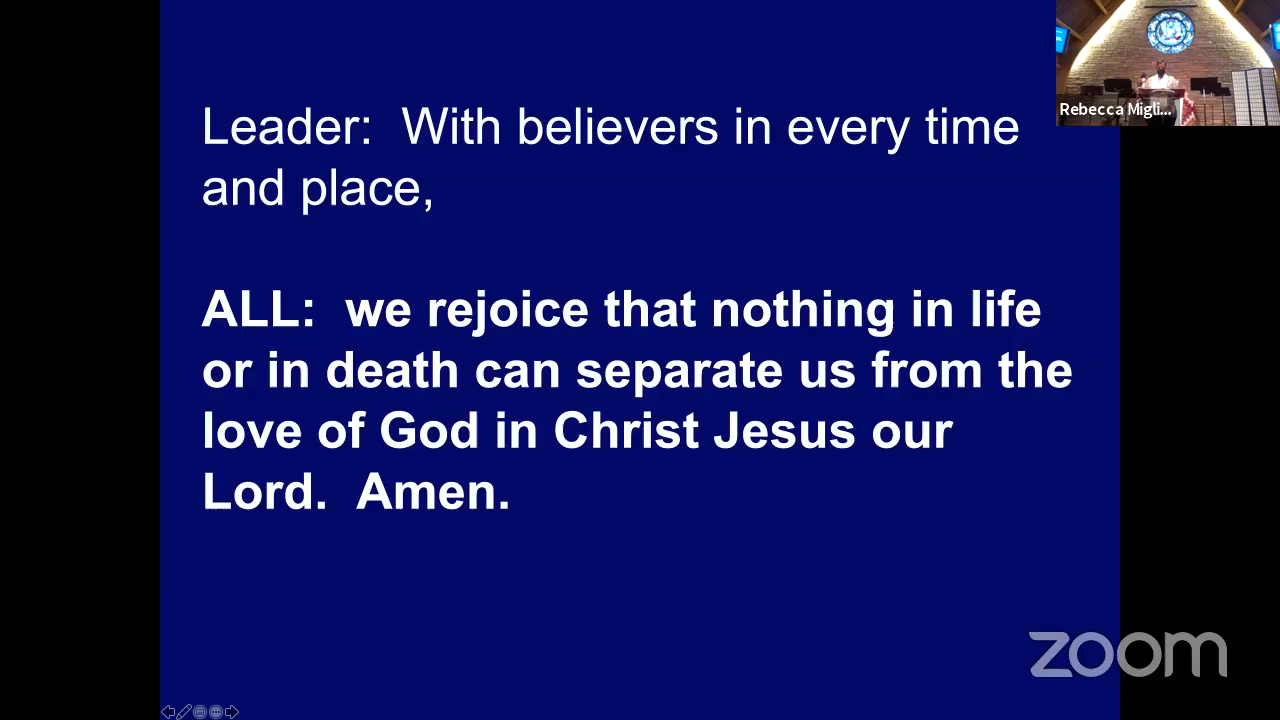 Leader:  With believers in every time
and place,
ALL:  we rejoice that nothing in life
or in death can separate us from the
love of God in Christ Jesus our
Lord.  Amen.
Rebecca Migli...
zoom